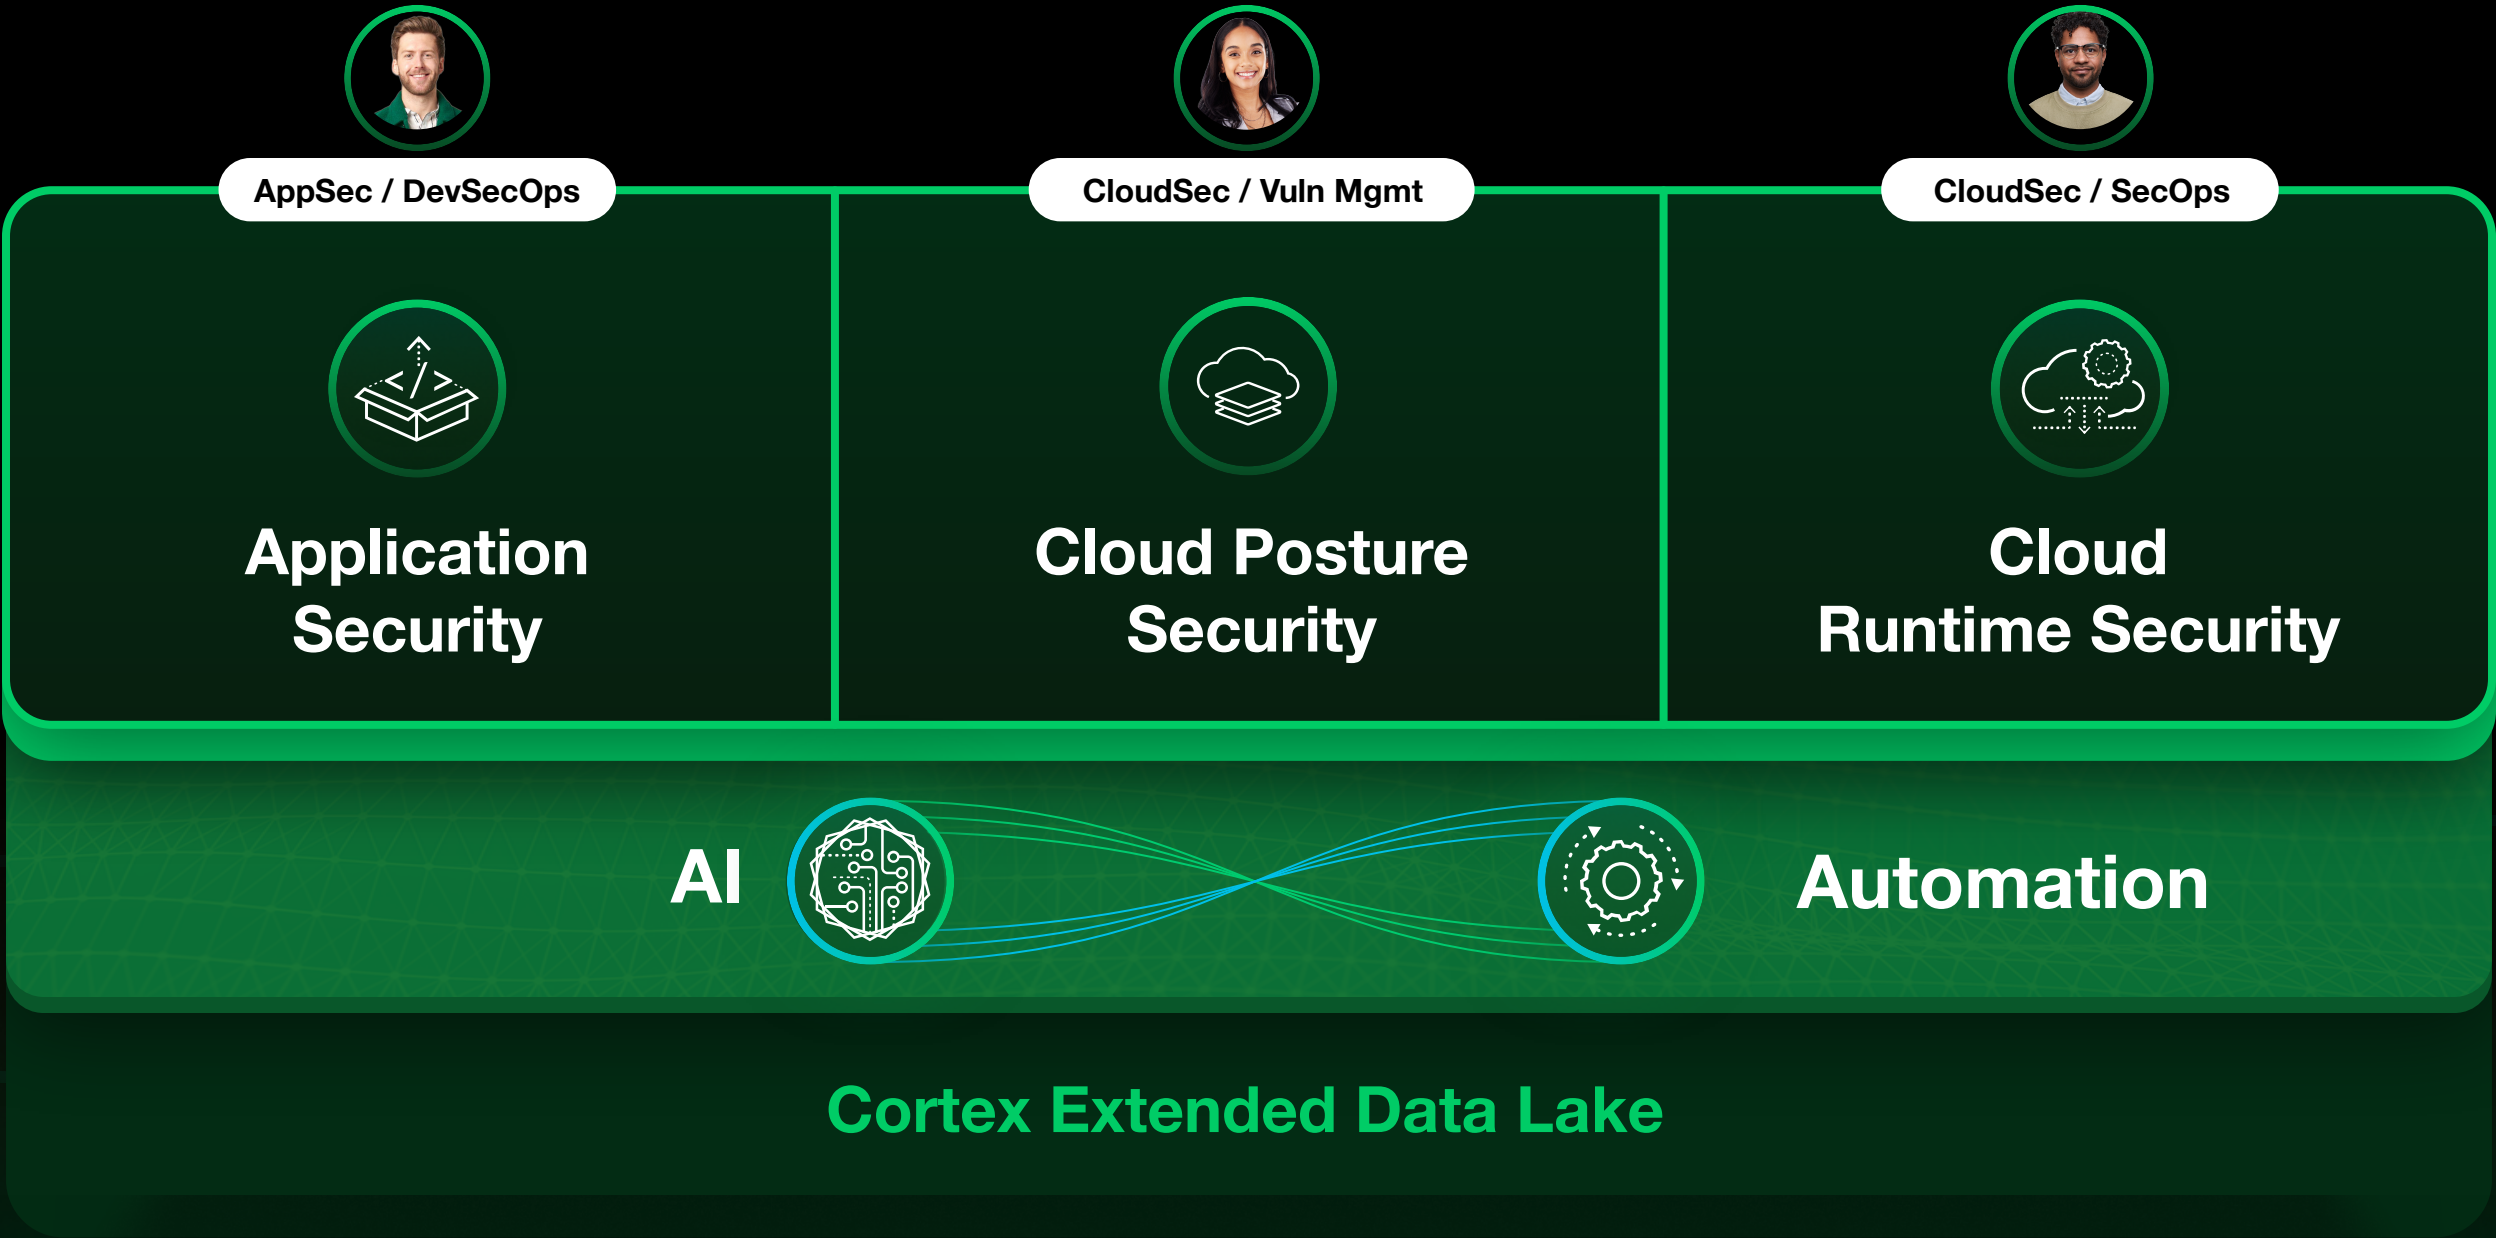 AppSec / DevSecOps
CloudSec / Vuln Mgmt
CloudSec / SecOps
Application
Security
Cloud Posture
Security
Cloud
Runtime Security
AI
Automation
Cortex Extended Data Lake